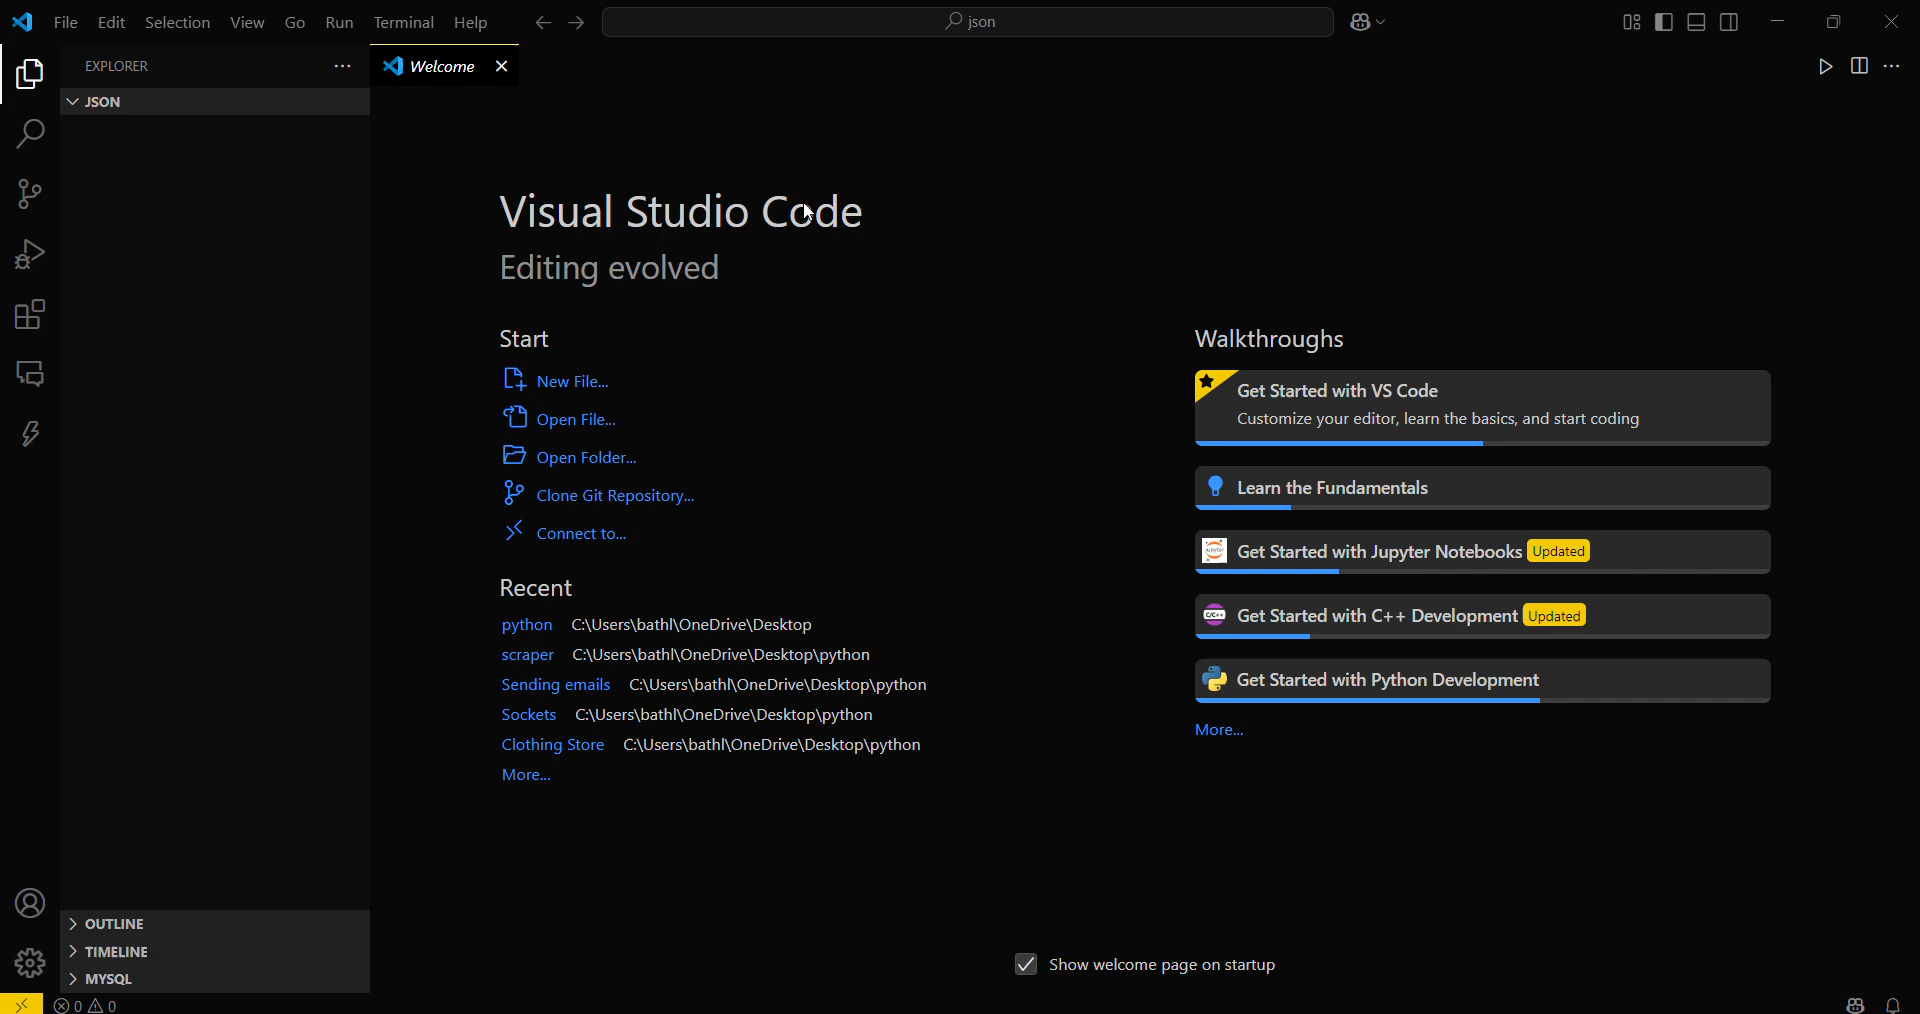 File Edit Selection View Go Run Terminal Help
json
EXPLORER
Welcome
JSON
Visual Studio Code
Editing evolved
Start
New File...
Open File...
Open Folder...
Clone Git Repository...
Connect to...
Recent
python C:\Users\bathl\OneDrive\Desktop
scraper C:\Users\bathl\OneDrive\Desktop\python
Sending emails C:\Users\bathl\OneDrive\Desktop\python
Sockets C:\Users\bathl\OneDrive\Desktop\python
Clothing Store C:\Users\bathl\OneDrive\Desktop\python
More...
Walkthroughs
Get Started with VS Code
Customize your editor, learn the basics, and start coding
Learn the Fundamentals
Get Started with Jupyter Notebooks Updated
Get Started with C++ Development Updated
Get Started with Python Development
More...
OUTLINE
TIMELINE
MYSQL
Show welcome page on startup
0 0